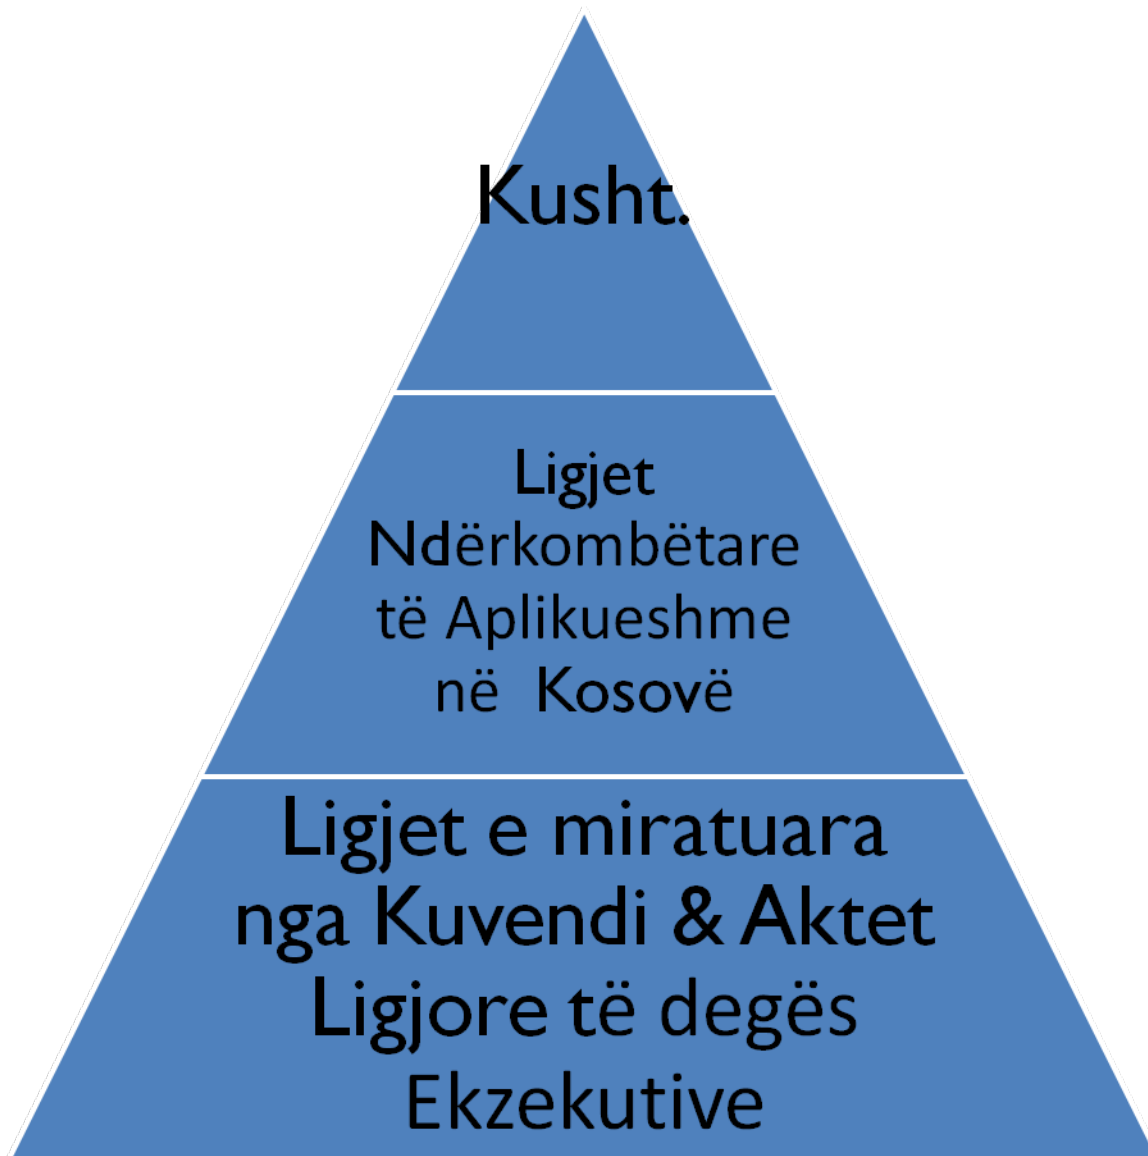 Kusht.
Ligjet
Ndërkombëtare
të Aplikueshme
në Kosovë
Ligjet e miratuara
nga Kuvendi & Aktet
Ligjore të degës
Ekzekutive